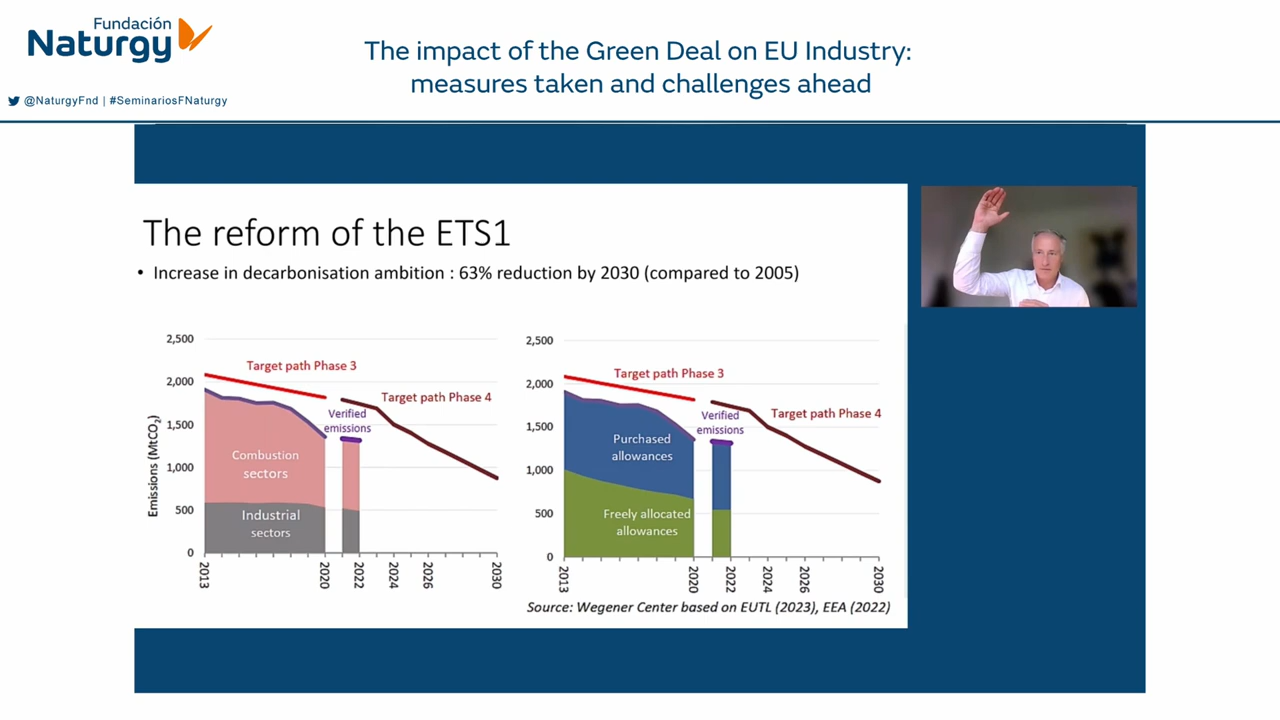 Fundación
Naturgy
@NaturgyFnd | #SeminariosFNaturgy
The impact of the Green Deal on EU Industry:
measures taken and challenges ahead
The reform of the ETS1
• Increase in decarbonisation ambition : 63% reduction by 2030 (compared to 2005)
Emissions (MtCO2)
2,500
2,000
1,500
1,000
500
0
Target path Phase 3
Target path Phase 4
Verified
emissions
Combustion
sectors
Industrial
sectors
2013
2020
2022
2024
2026
2030
2,500
2,000
1,500
1,000
500
0
Target path Phase 3
Target path Phase 4
Verified
emissions
Purchased
allowances
Freely allocated
allowances
2013
2020
2022
2024
2026
2030
Source: Wegener Center based on EUTL (2023), EEA (2022)